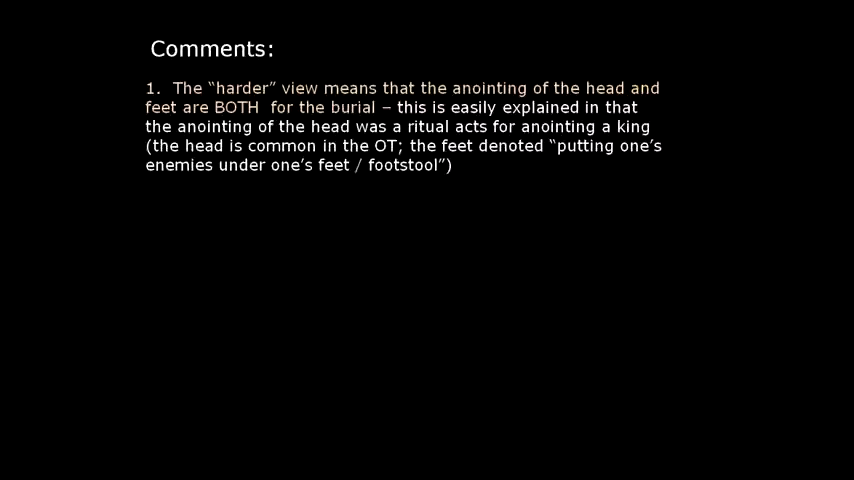 Comments:
1.  The “harder” view means that the anointing of the head and
feet are BOTH  for the burial – this is easily explained in that
the anointing of the head was a ritual acts for anointing a king
(the head is common in the OT; the feet denoted “putting one’s
enemies under one’s feet / footstool”)